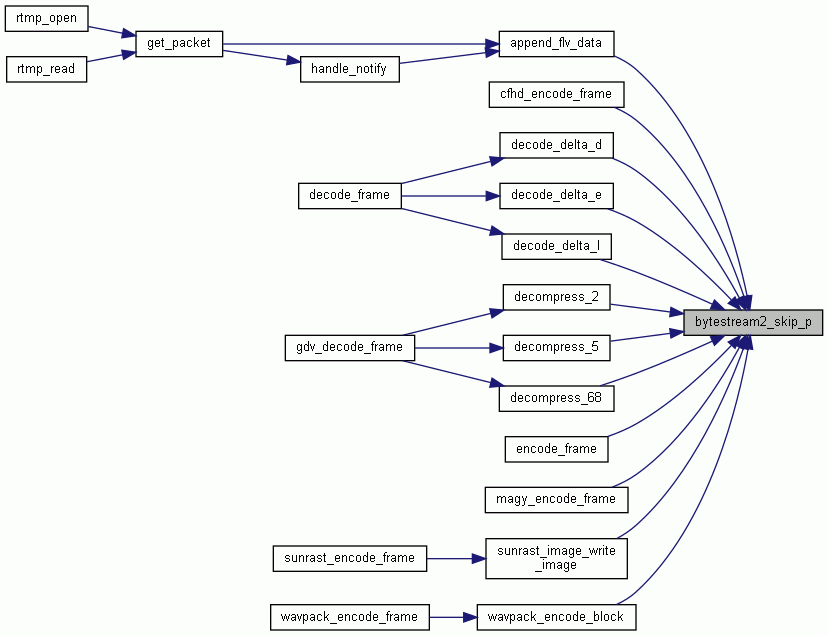 rtmp_open
get_packet
append_flv_data
rtmp_read
handle_notify
cfhd_encode_frame
decode_delta_d
decode_frame
decode_delta_e
decode_delta_l
decompress_2
bytestream2_skip_p
gdv_decode_frame
decompress_5
decompress_68
encode_frame
magy_encode_frame
sunrast_encode_frame
sunrast_image_write
_image
wavpack_encode_frame
wavpack_encode_block